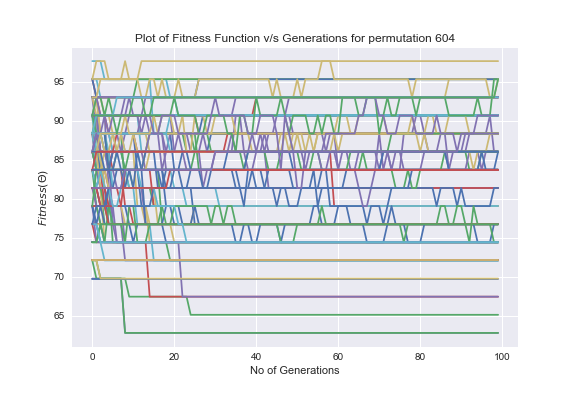 Plot of Fitness Function v/s Generations for permutation 604
Fitness(Θ)
95
90
85
80
75
70
65
0 20 40 60 80 100
No of Generations